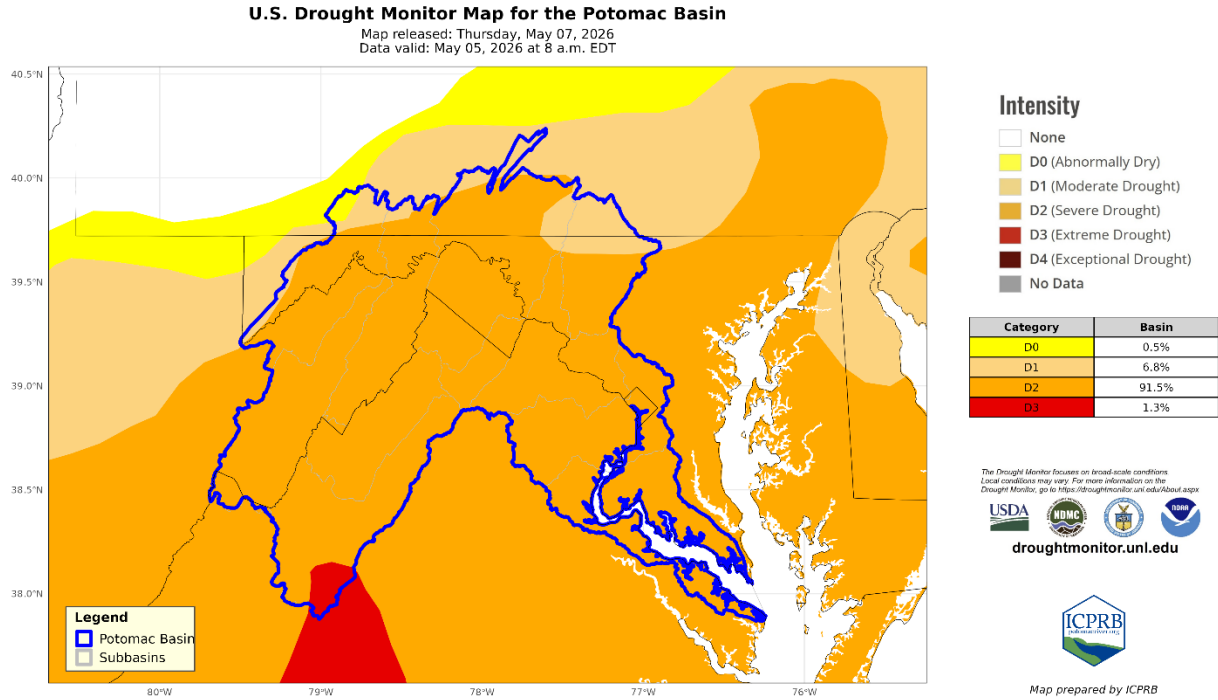 U.S. Drought Monitor Map for the Potomac Basin
Map released: Thursday, May 07, 2026
Data valid: May 05, 2026 at 8 a.m. EDT
40.5°N
40.0°N
39.5°N
39.0°N
38.5°N
38.0°N
80°W
79°W
78°W
77°W
76°W
Legend
Potomac Basin
Subbasins
Intensity
None
D0 (Abnormally Dry)
D1 (Moderate Drought)
D2 (Severe Drought)
D3 (Extreme Drought)
D4 (Exceptional Drought)
No Data
Category Basin
D0 0.5%
D1 6.8%
D2 91.5%
D3 1.3%
The Drought Monitor focuses on broad-scale conditions.
Local conditions may vary. For more information on the
Drought Monitor, go to https://droughtmonitor.unl.edu/About.aspx
USDA NDMC NOAA
droughtmonitor.unl.edu
ICPRB
potomacriver.org
Map prepared by ICPRB